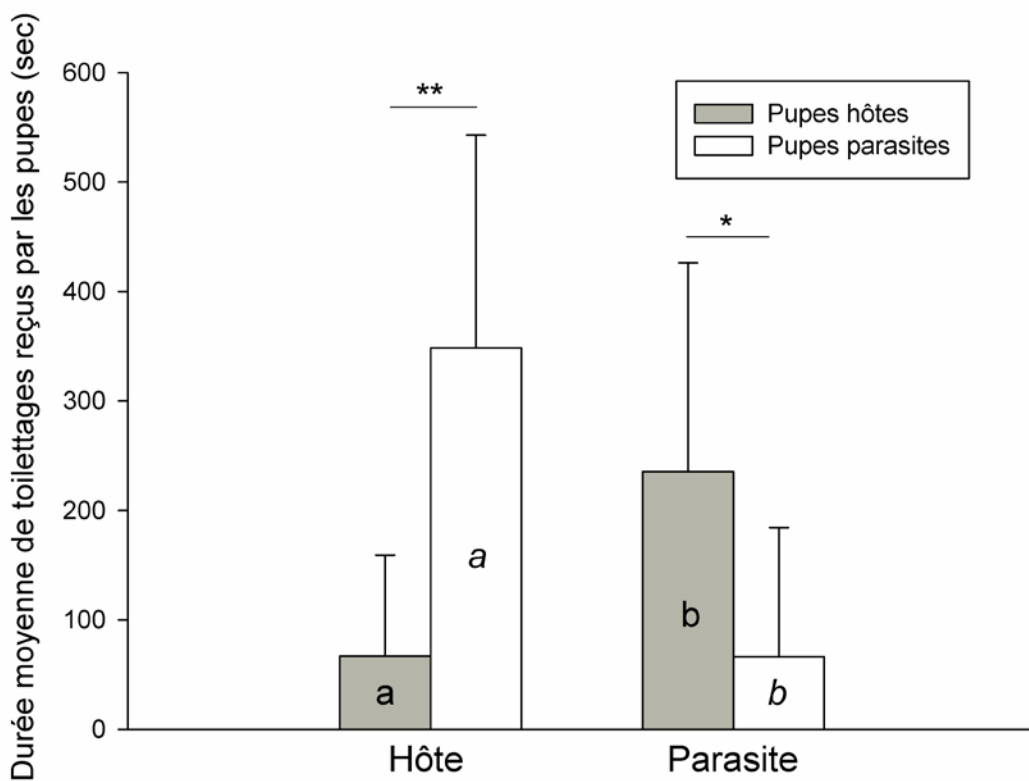 Durée moyenne de toilettages reçus par les pupes (sec)
600
500
400
300
200
100
0
**
*
Pupes hôtes
Pupes parasites
a
a
b
b
Hôte
Parasite